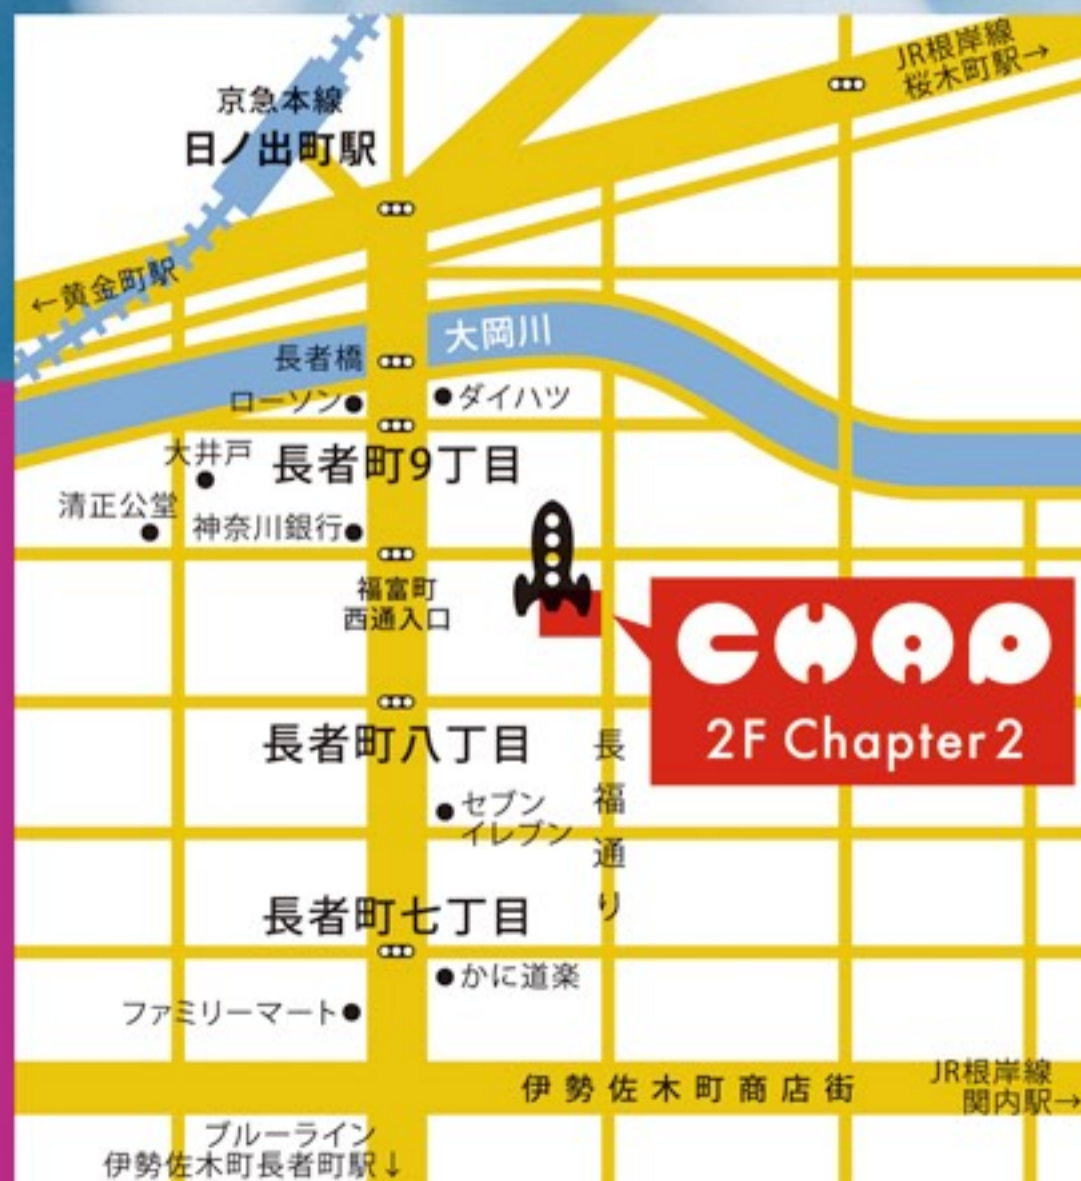 JR根岸線
桜木町駅→
京急本線
日ノ出町駅
←黄金町駅
大岡川
長者橋
ローソン
ダイハツ
大井戸
長者町9丁目
清正公堂
神奈川銀行
福富町
西通入口
CHAP
2F Chapter 2
長者町八丁目
長福通り
セブン
イレブン
長者町七丁目
かに道楽
ファミリーマート
伊勢佐木町商店街
JR根岸線
関内駅→
ブルーライン
伊勢佐木町長者町駅↓